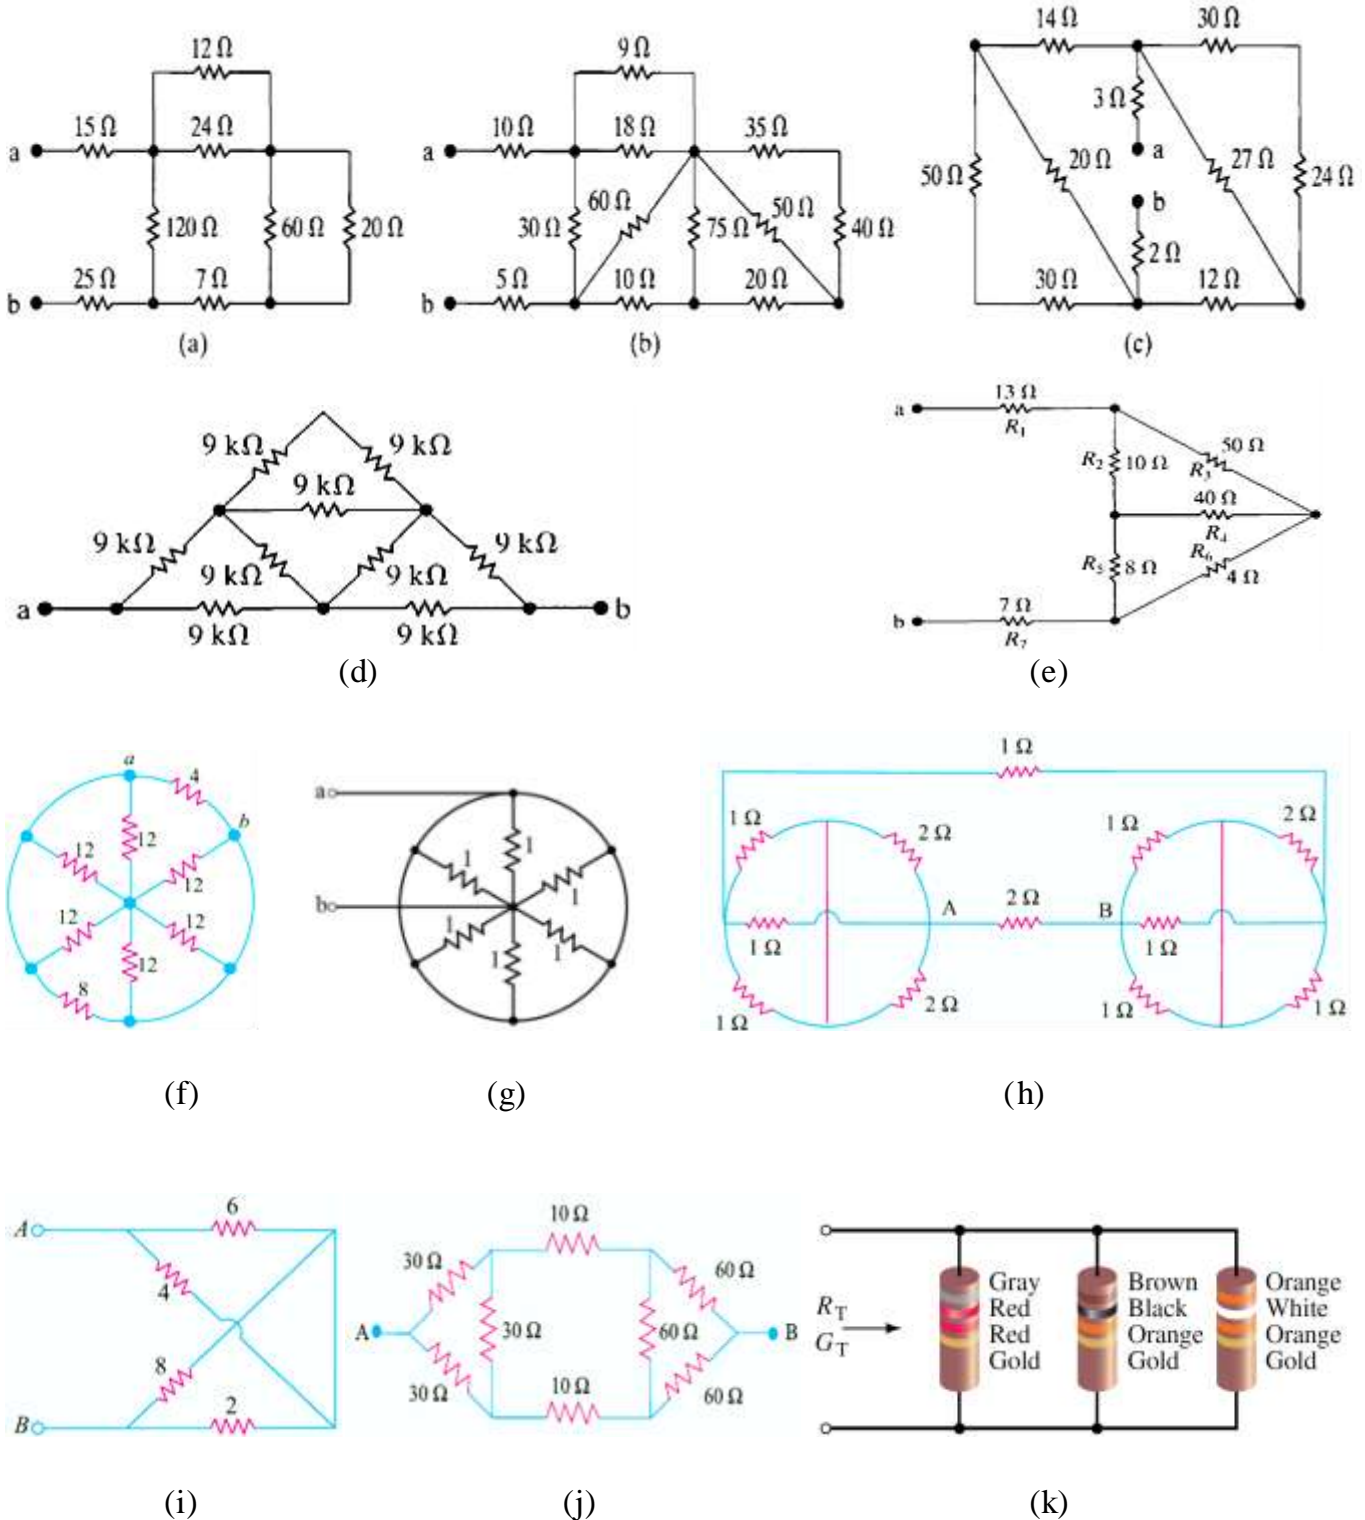 12 Ω
15 Ω
24 Ω
a
120 Ω
60 Ω
20 Ω
25 Ω
7 Ω
b
(a)
9 Ω
10 Ω
18 Ω
35 Ω
a
60 Ω
50 Ω
30 Ω
75 Ω
40 Ω
5 Ω
10 Ω
20 Ω
b
(b)
14 Ω
30 Ω
3 Ω
a
20 Ω
27 Ω
50 Ω
24 Ω
b
2 Ω
30 Ω
12 Ω
(c)
9 kΩ
9 kΩ
9 kΩ
9 kΩ
9 kΩ
9 kΩ
9 kΩ
a
b
9 kΩ
9 kΩ
(d)
13 Ω
a
R1
50 Ω
R2
10 Ω
R3
40 Ω
R4
R6
R5
8 Ω
4 Ω
7 Ω
b
R7
(e)
a
4
b
12
12
12
12
12
12
8
(f)
a
1
1
1
b
1
1
1
(g)
1 Ω
1 Ω
2 Ω
1 Ω
2 Ω
2 Ω
A
B
1 Ω
1 Ω
1 Ω
2 Ω
1 Ω
1 Ω
(h)
6
A
4
8
2
B
(i)
10 Ω
30 Ω
60 Ω
A
30 Ω
60 Ω
B
30 Ω
10 Ω
60 Ω
(j)
Gray
Red
Red
Gold
Brown
Black
Orange
Gold
Orange
White
Orange
Gold
RT
GT
(k)